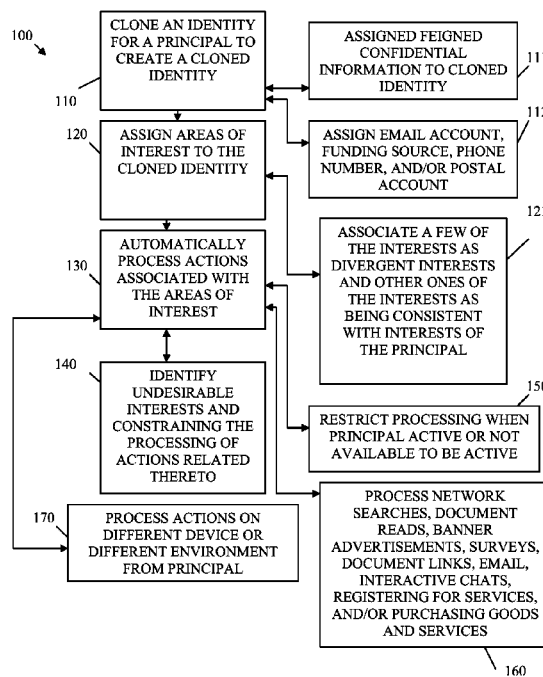 100
CLONE AN IDENTITY
FOR A PRINCIPAL TO
CREATE A CLONED
IDENTITY
110
ASSIGNED FEIGNED
CONFIDENTIAL
INFORMATION TO CLONED
IDENTITY
120
ASSIGN AREAS OF
INTEREST TO THE
CLONED IDENTITY
112
ASSIGN EMAIL ACCOUNT,
FUNDING SOURCE, PHONE
NUMBER, AND/OR POSTAL
ACCOUNT
AUTOMATICALLY
PROCESS ACTIONS
ASSOCIATED WITH
THE AREAS OF
INTEREST
130
ASSOCIATE A FEW OF
THE INTERESTS AS
DIVERGENT INTERESTS
AND OTHER ONES OF
THE INTERESTS AS
BEING CONSISTENT
WITH INTERESTS OF
THE PRINCIPAL
140
IDENTIFY
UNDESIRABLE
INTERESTS AND
CONSTRAINING THE
PROCESSING OF
ACTIONS RELATED
THERETO
150
RESTRICT PROCESSING WHEN
PRINCIPAL ACTIVE OR NOT
AVAILABLE TO BE ACTIVE
170
PROCESS ACTIONS ON
DIFFERENT DEVICE OR
DIFFERENT ENVIRONMENT
FROM PRINCIPAL
PROCESS NETWORK
SEARCHES, DOCUMENT
READS, BANNER
ADVERTISEMENTS, SURVEYS,
DOCUMENT LINKS, EMAIL,
INTERACTIVE CHATS,
REGISTERING FOR SERVICES,
AND/OR PURCHASING GOODS
AND SERVICES
160